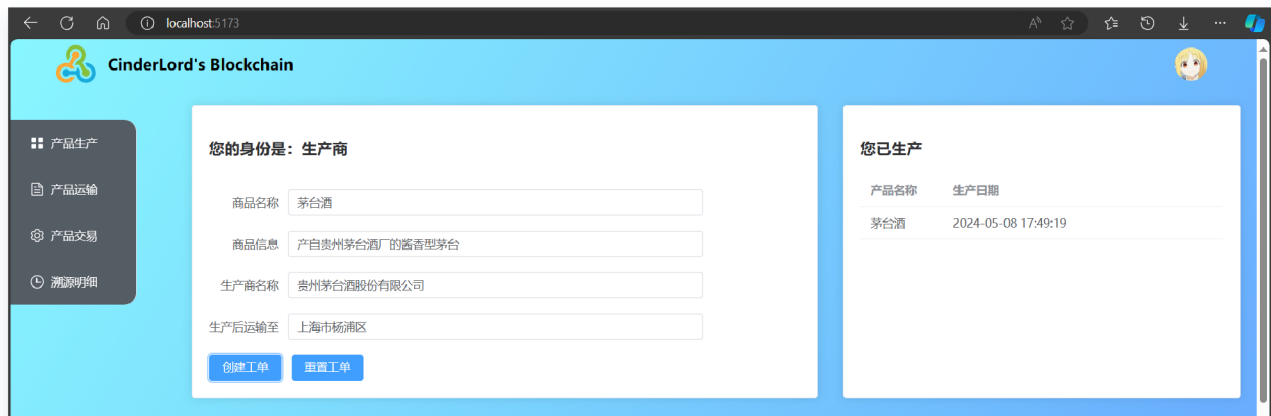 localhost:5173
CinderLord's Blockchain
产品生产
产品运输
产品交易
溯源明细
您的身份是：生产商
商品名称 茅台酒
商品信息 产自贵州茅台酒厂的酱香型茅台
生产商名称 贵州茅台酒股份有限公司
生产后运输至 上海市杨浦区
创建工单 重置工单
您已生产
产品名称 生产日期
茅台酒 2024-05-08 17:49:19